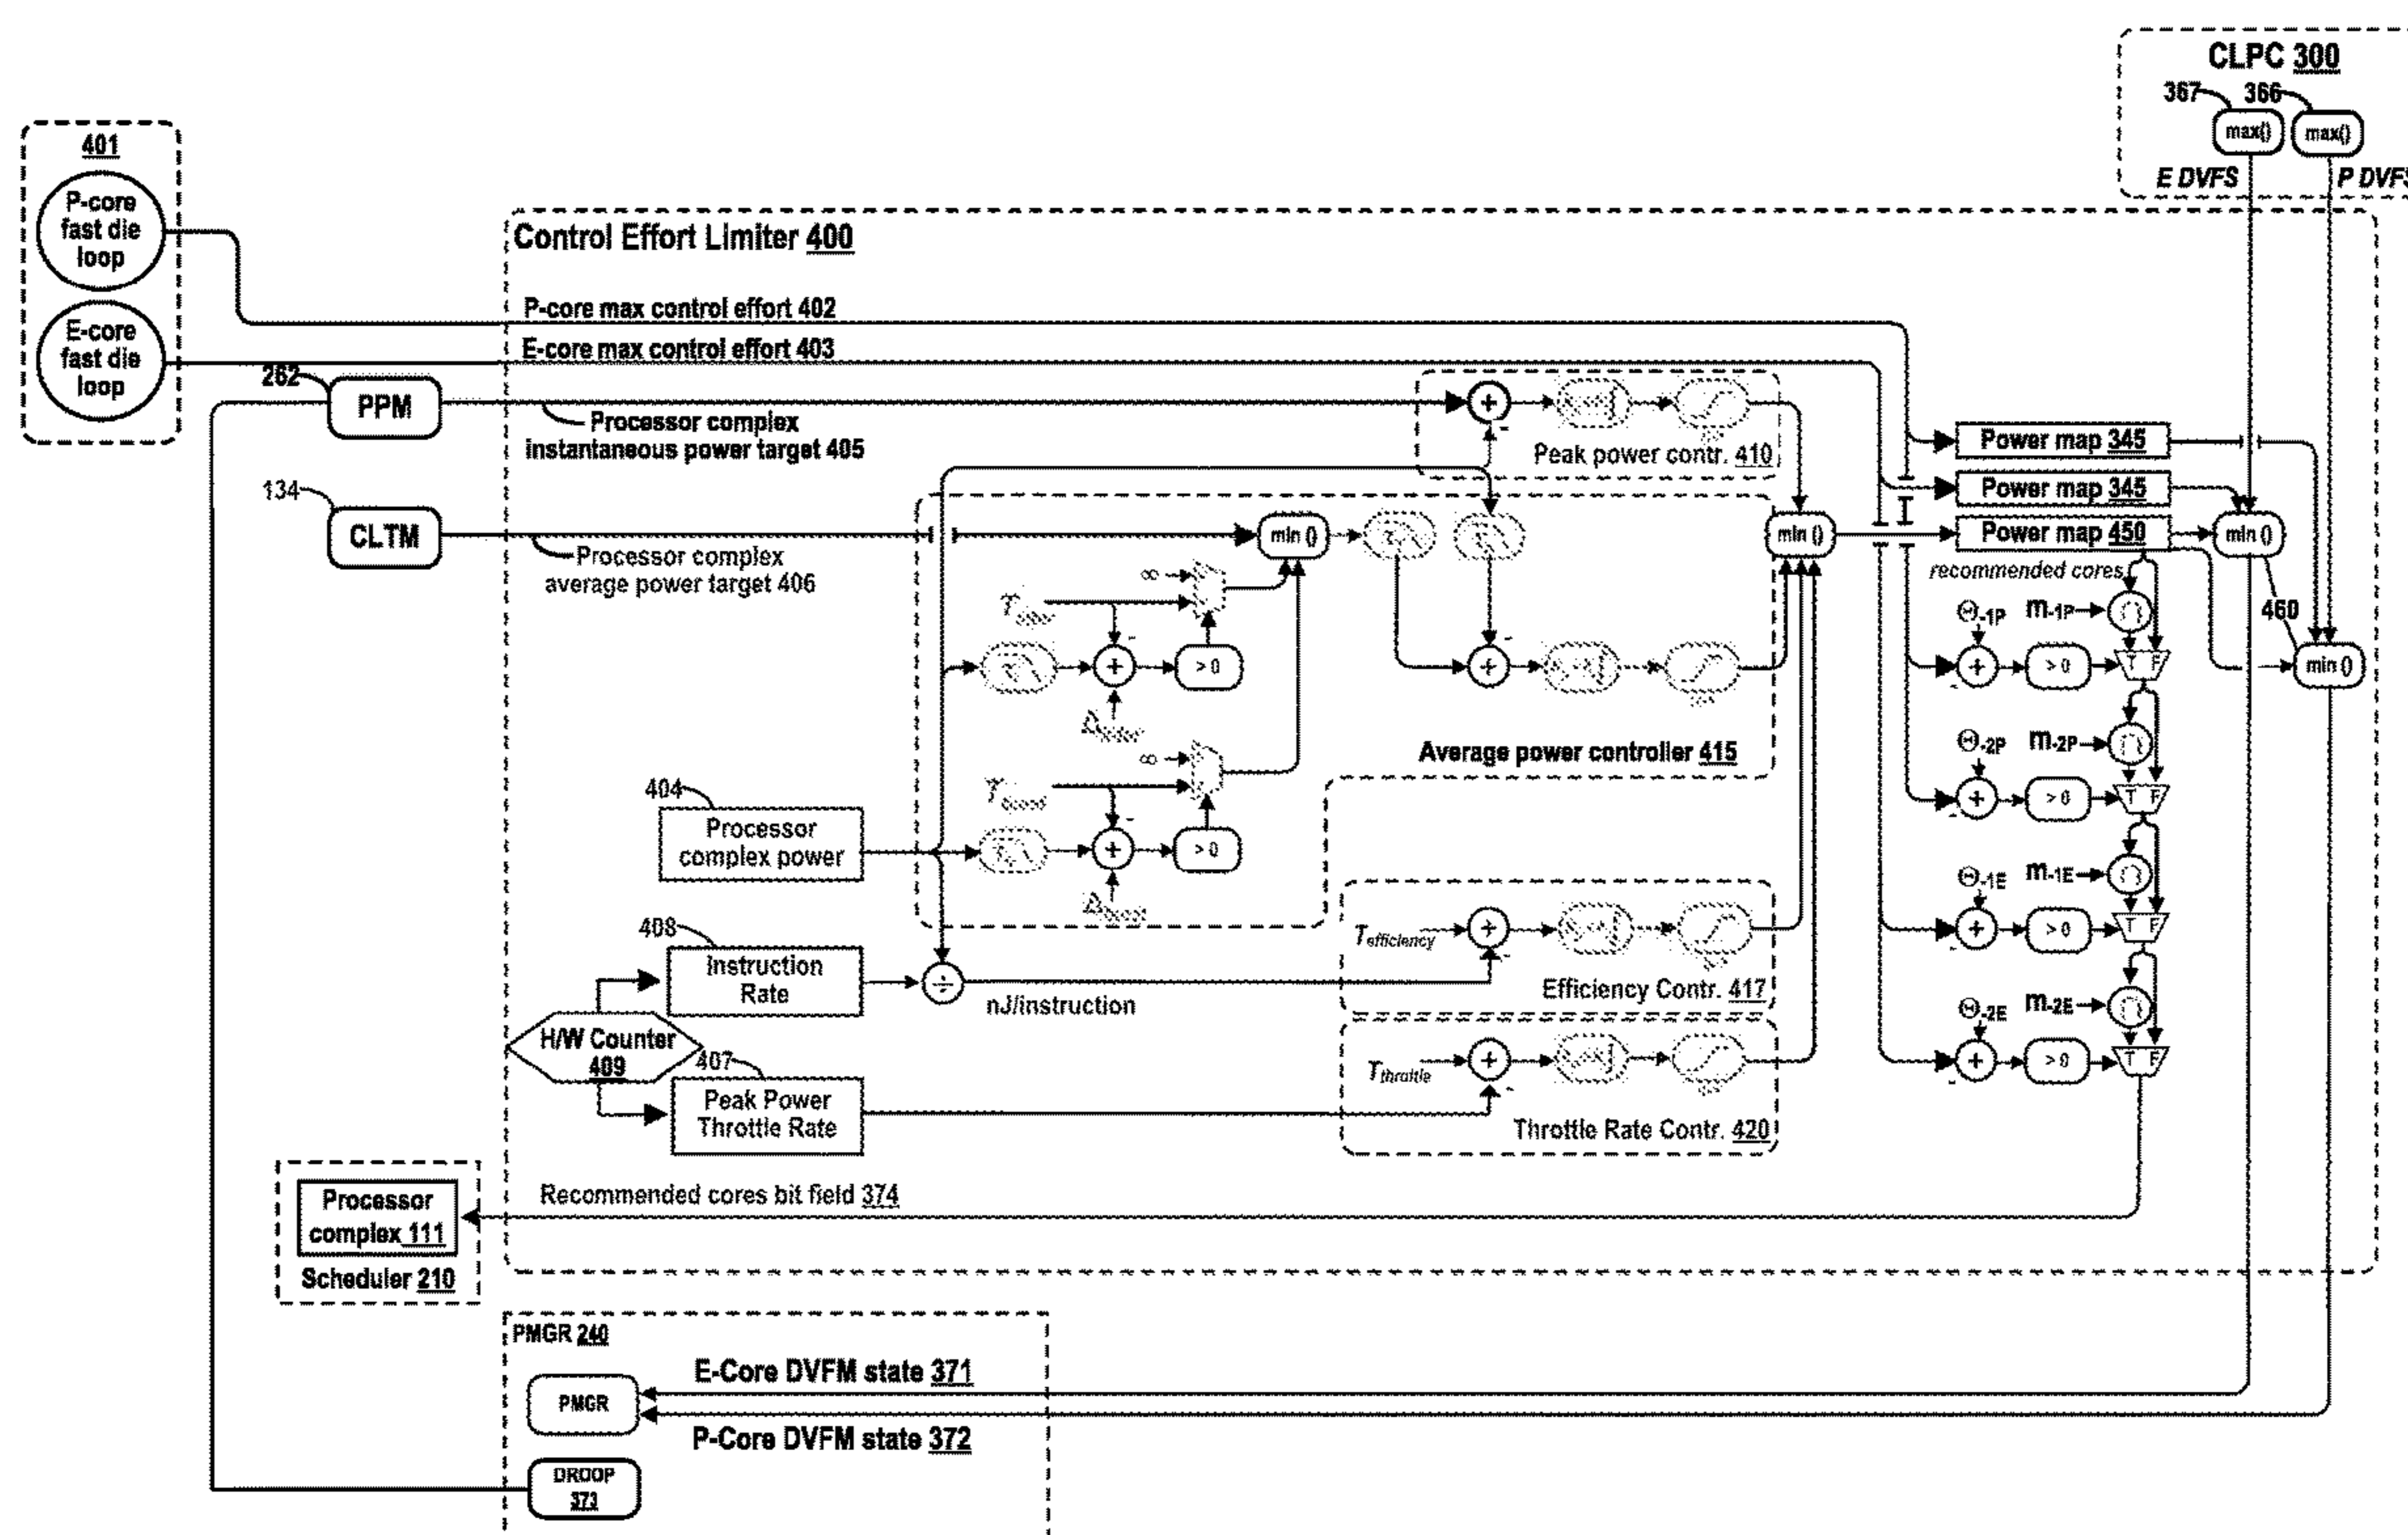 CLPC 300
367
366
max()
max()
E DVFS
P DVFS
401
P-core
fast die
loop
E-core
fast die
loop
Control Effort Limiter 400
P-core max control effort 402
E-core max control effort 403
262
PPM
Processor complex
instantaneous power target 405
+
-
Peak power contr. 410
Power map 345
Power map 345
Power map 450
134
CLTM
Processor complex
average power target 406
min ()
min ()
min ()
recommended cores
460
min ()
∞
T
-
+
> 0
+
-
Θ-1P
m-1P
+
-
> 0
T F
∞
T
-
+
> 0
Average power controller 415
Θ-2P
m-2P
+
-
> 0
T F
404
Processor
complex power
Θ-1E
m-1E
+
-
> 0
T F
408
Instruction
Rate
÷
nJ/instruction
Tefficiency
+
-
Efficiency Contr. 417
Θ-2E
m-2E
+
-
> 0
T F
H/W Counter
409
407
Peak Power
Throttle Rate
Tthrottle
+
-
Throttle Rate Contr. 420
Recommended cores bit field 374
Processor
complex 111
Scheduler 210
PMGR 240
PMGR
E-Core DVFM state 371
P-Core DVFM state 372
DROOP
373